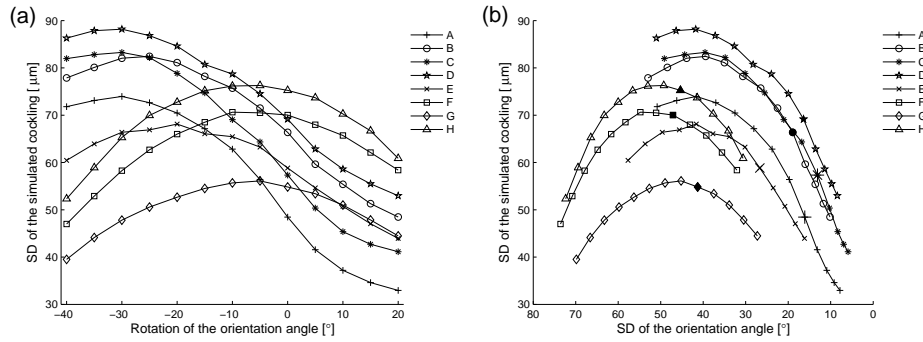 (a)
90
80
70
60
50
40
30
SD of the simulated cockling [ μm]
−40 −30 −20 −10 0 10 20
Rotation of the orientation angle [°]
A
B
C
D
E
F
G
H
(b)
90
80
70
60
50
40
30
SD of the simulated cockling [ μm]
80 70 60 50 40 30 20 10 0
SD of the orientation angle [°]
A
B
C
D
E
F
G
H